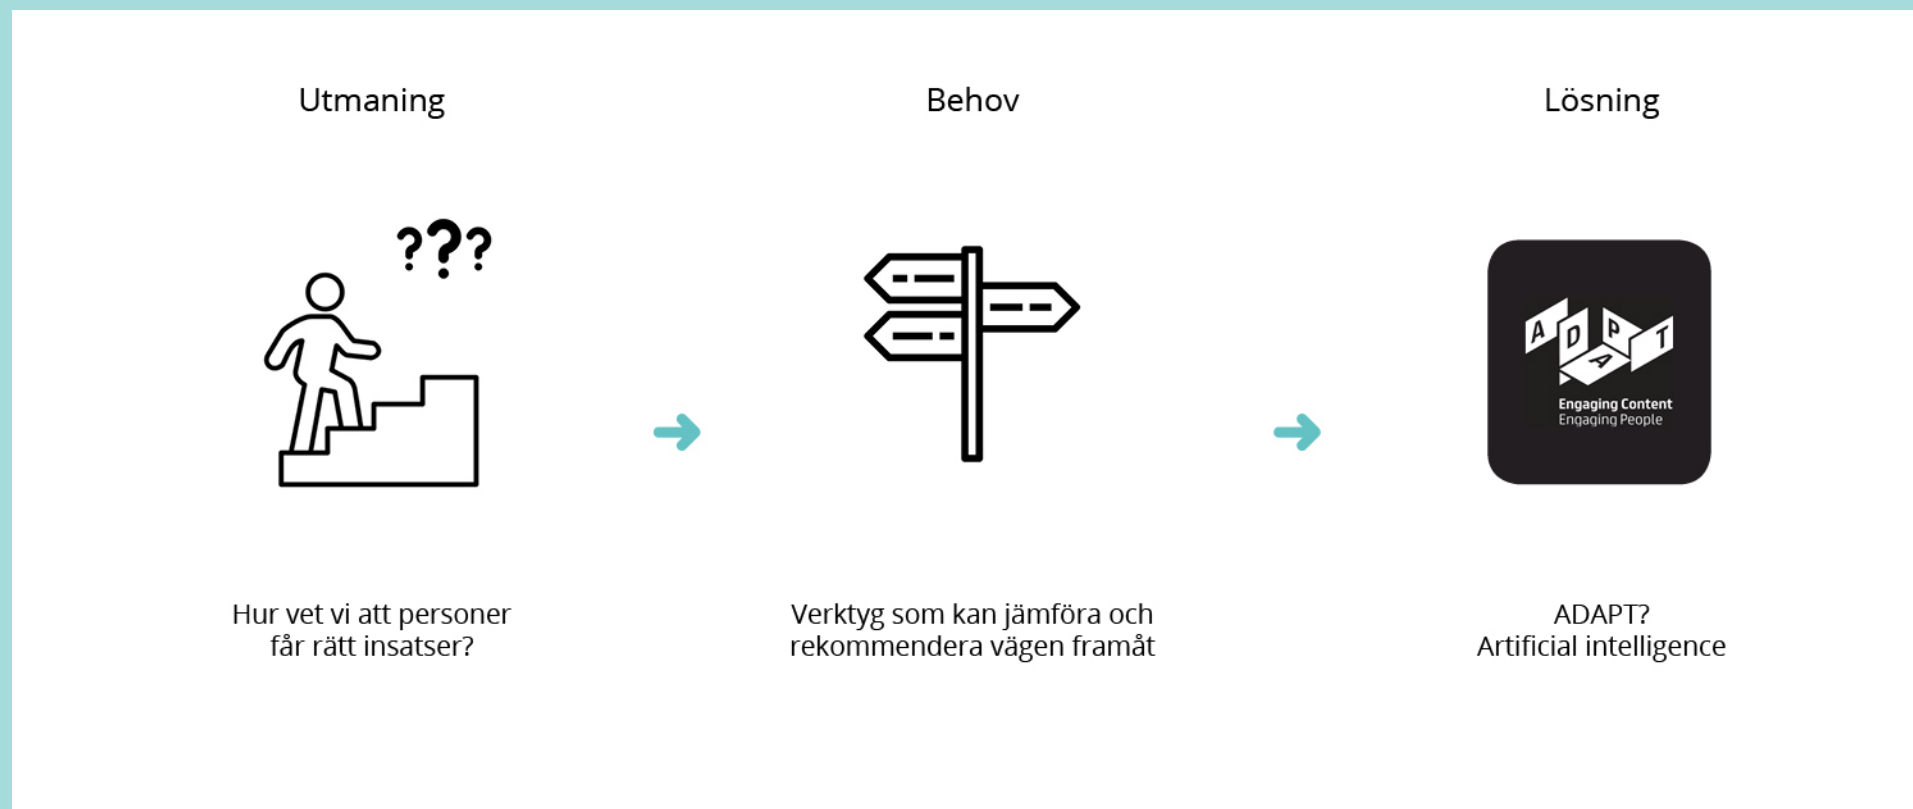 Utmaning
Behov
Lösning
???
A D A P T
Engaging Content
Engaging People
Hur vet vi att personer
får rätt insatser?
Verktyg som kan jämföra och
rekommendera vägen framåt
ADAPT?
Artificial intelligence